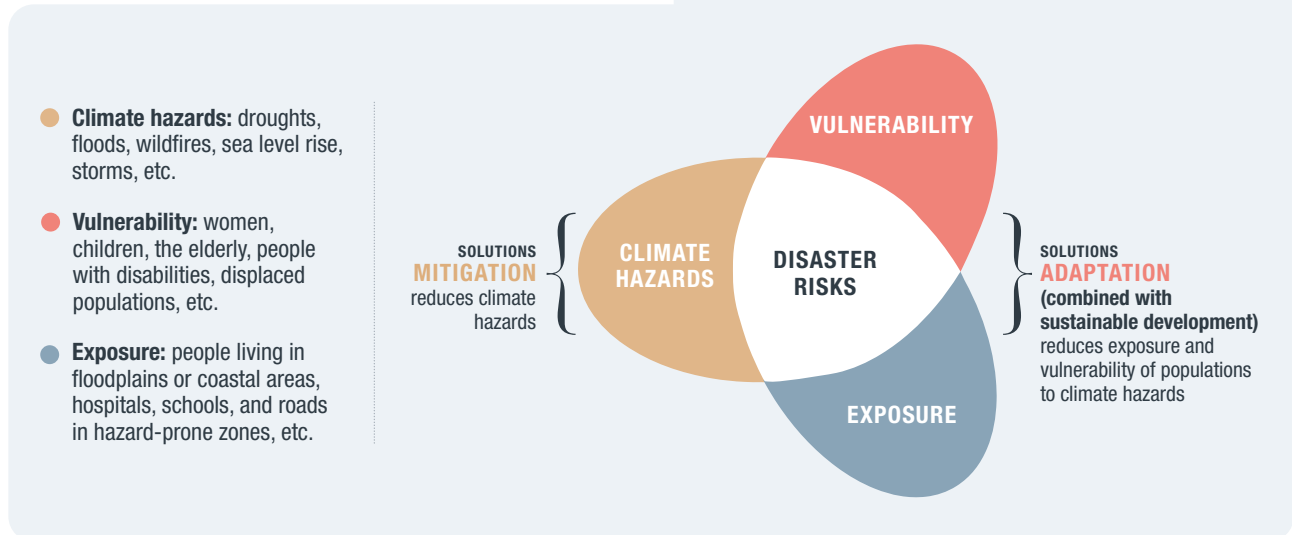 Climate hazards: droughts,
floods, wildfires, sea level rise,
storms, etc.
Vulnerability: women,
children, the elderly, people
with disabilities, displaced
populations, etc.
Exposure: people living in
floodplains or coastal areas,
hospitals, schools, and roads
in hazard-prone zones, etc.
SOLUTIONS
MITIGATION
reduces climate
hazards
CLIMATE
HAZARDS
VULNERABILITY
DISASTER
RISKS
EXPOSURE
SOLUTIONS
ADAPTATION
(combined with
sustainable development)
reduces exposure and
vulnerability of populations
to climate hazards